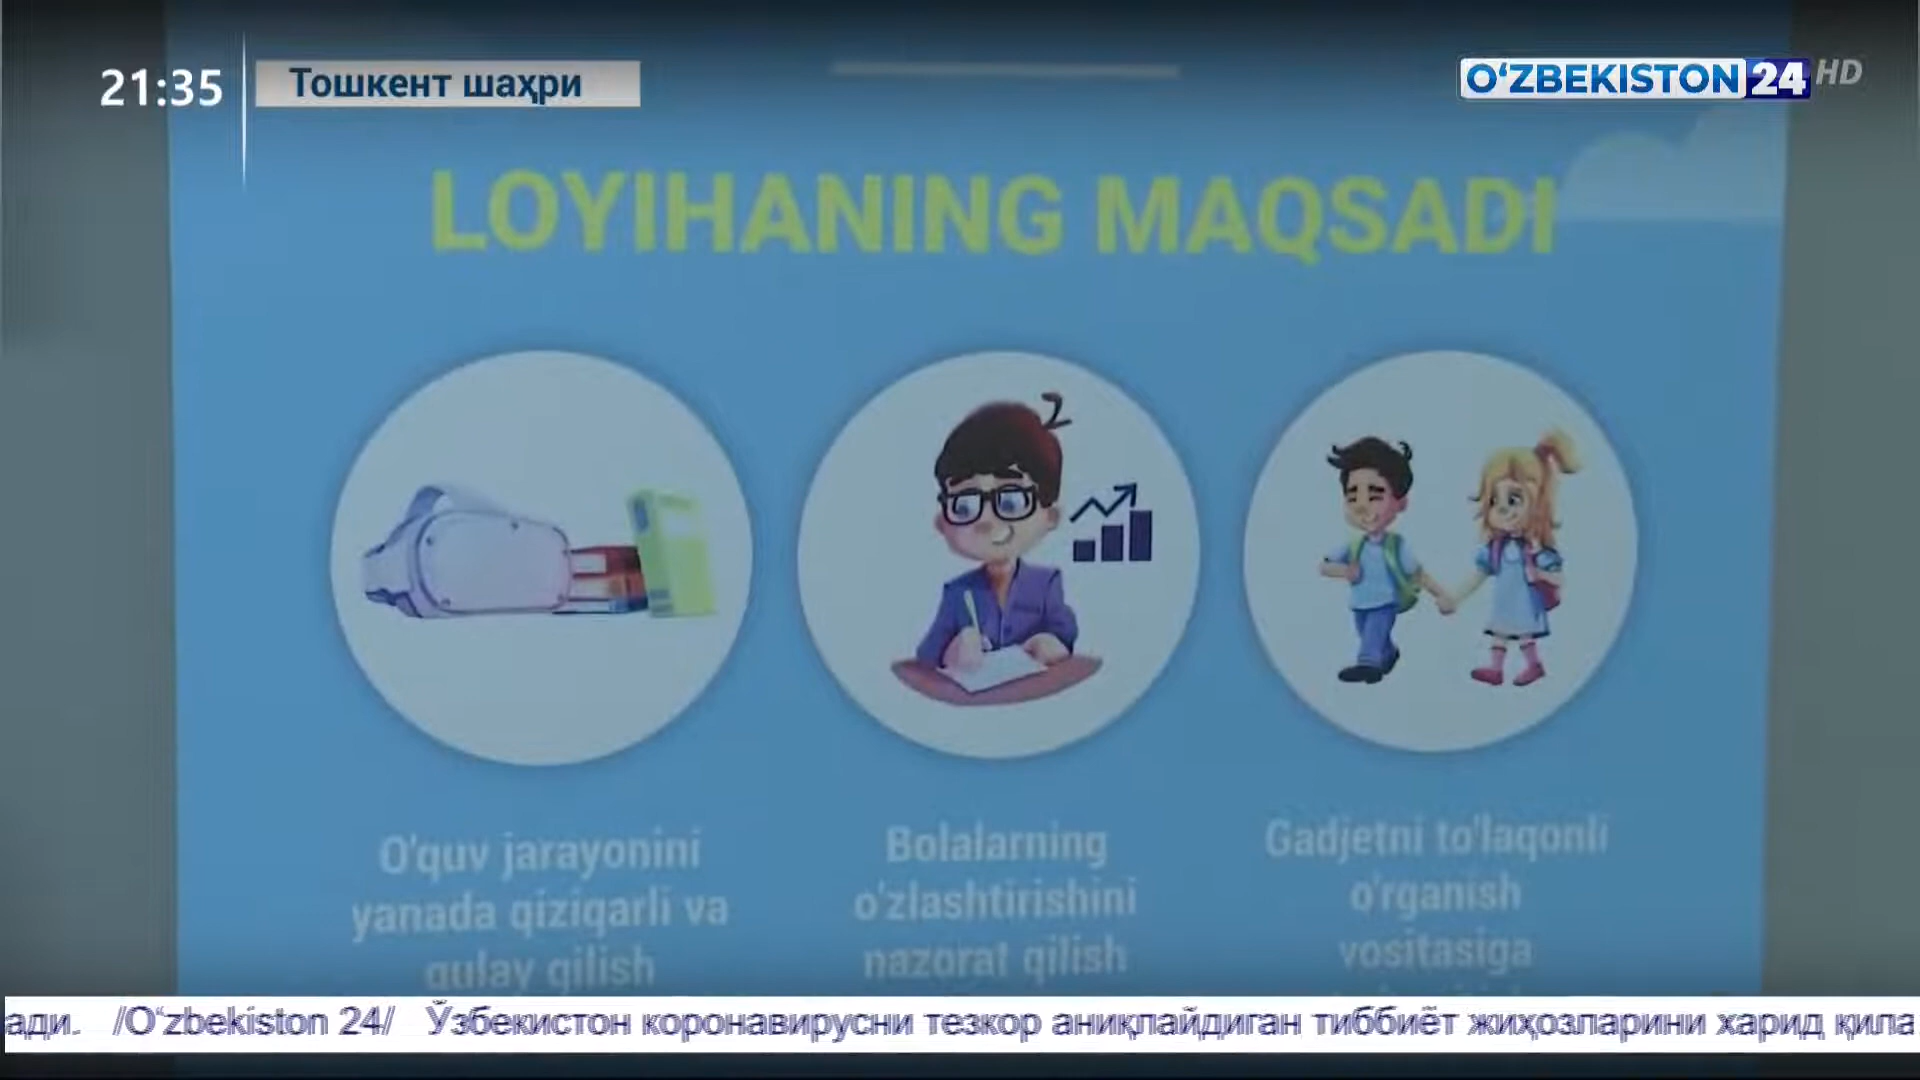 21:35
Тошкент шаҳри
O‘ZBEKISTON 24 HD
LOYIHANING MAQSADI
2
O'quv jarayonini
yanada qiziqarli va
qulay qilish
Bolalarning
o'zlashtirishini
nazorat qilish
Gadjetni to'laqonli
o'rganish
vositasiga
ади. /O‘zbekiston 24/ Ўзбекистон коронавирусни тезкор аниқлайдиган тиббиёт жиҳозларини харид қила